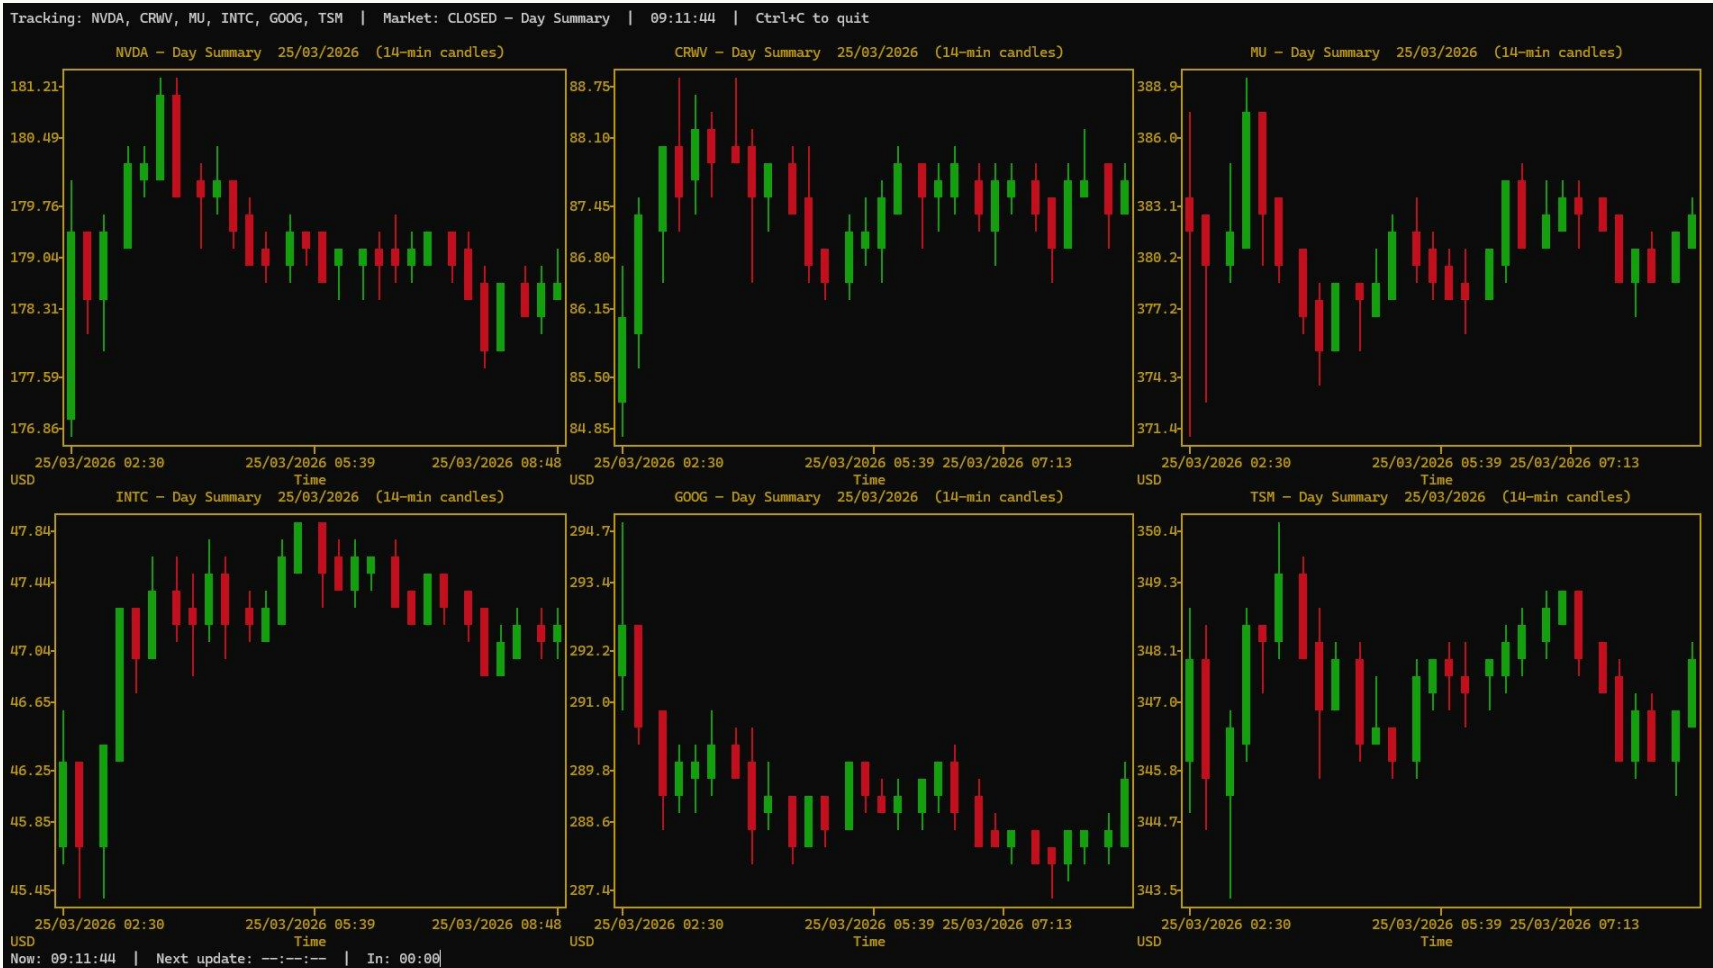 Tracking: NVDA, CRWV, MU, INTC, GOOG, TSM | Market: CLOSED — Day Summary | 09:11:44 | Ctrl+C to quit
NVDA — Day Summary 25/03/2026 (14-min candles)
181.21
180.49
179.76
179.04
178.31
177.59
176.86
25/03/2026 02:30 25/03/2026 05:39 25/03/2026 08:48
USD Time
CRWV — Day Summary 25/03/2026 (14-min candles)
88.75
88.10
87.45
86.80
86.15
85.50
84.85
25/03/2026 02:30 25/03/2026 05:39 25/03/2026 07:13
USD Time
MU — Day Summary 25/03/2026 (14-min candles)
388.9
386.0
383.1
380.2
377.2
374.3
371.4
25/03/2026 02:30 25/03/2026 05:39 25/03/2026 07:13
USD Time
INTC — Day Summary 25/03/2026 (14-min candles)
47.84
47.44
47.04
46.65
46.25
45.85
45.45
25/03/2026 02:30 25/03/2026 05:39 25/03/2026 08:48
USD Time
GOOG — Day Summary 25/03/2026 (14-min candles)
294.7
293.4
292.2
291.0
289.8
288.6
287.4
25/03/2026 02:30 25/03/2026 05:39 25/03/2026 07:13
USD Time
TSM — Day Summary 25/03/2026 (14-min candles)
350.4
349.3
348.1
347.0
345.8
344.7
343.5
25/03/2026 02:30 25/03/2026 05:39 25/03/2026 07:13
USD Time
Now: 09:11:44 | Next update: --:--:-- | In: 00:00